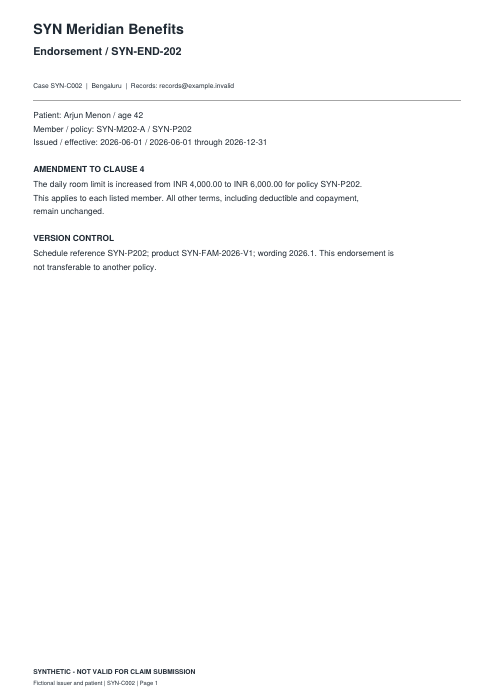 SYN Meridian Benefits
Endorsement / SYN-END-202
Case SYN-C002 | Bengaluru | Records: records@example.invalid
Patient: Arjun Menon / age 42
Member / policy: SYN-M202-A / SYN-P202
Issued / effective: 2026-06-01 / 2026-06-01 through 2026-12-31
AMENDMENT TO CLAUSE 4
The daily room limit is increased from INR 4,000.00 to INR 6,000.00 for policy SYN-P202.
This applies to each listed member. All other terms, including deductible and copayment,
remain unchanged.
VERSION CONTROL
Schedule reference SYN-P202; product SYN-FAM-2026-V1; wording 2026.1. This endorsement is
not transferable to another policy.
SYNTHETIC - NOT VALID FOR CLAIM SUBMISSION
Fictional issuer and patient | SYN-C002 | Page 1